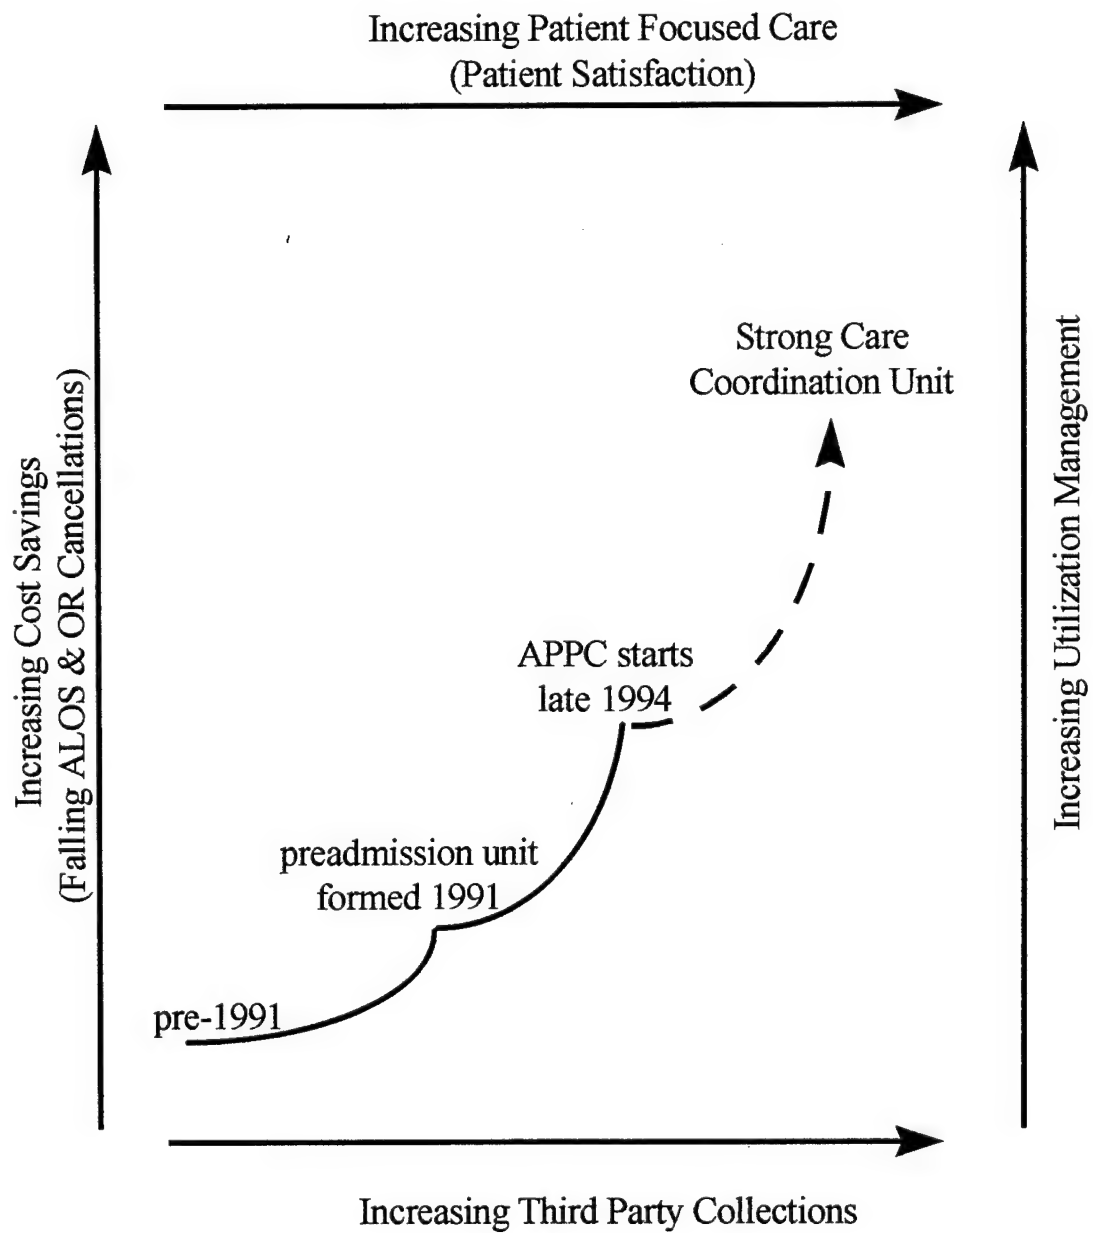 Increasing Patient Focused Care
(Patient Satisfaction)
Increasing Cost Savings
(Falling ALOS & OR Cancellations)
Strong Care
Coordination Unit
Increasing Utilization Management
APPC starts
late 1994
preadmission unit
formed 1991
pre-1991
Increasing Third Party Collections